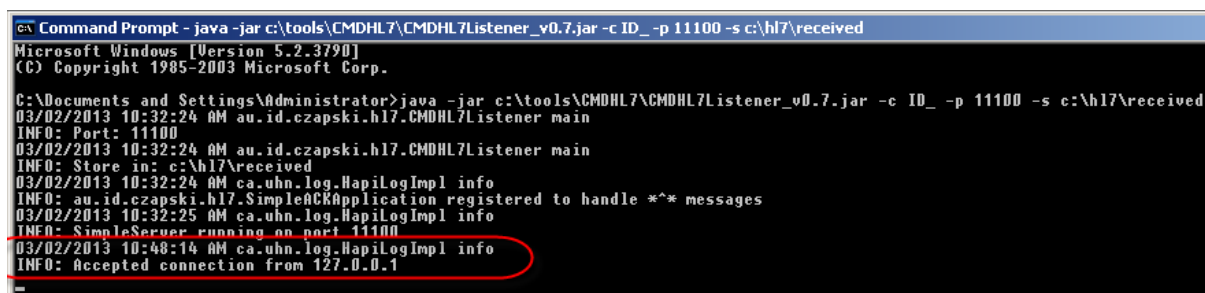 Command Prompt - java -jar c:\tools\CMDHL7\CMDHL7Listener_v0.7.jar -c ID_ -p 11100 -s c:\hl7\received
Microsoft Windows [Version 5.2.3790]
(C) Copyright 1985-2003 Microsoft Corp.
C:\Documents and Settings\Administrator>java -jar c:\tools\CMDHL7\CMDHL7Listener_v0.7.jar -c ID_ -p 11100 -s c:\hl7\received
03/02/2013 10:32:24 AM au.id.czapski.hl7.CMDHL7Listener main
INFO: Port: 11100
03/02/2013 10:32:24 AM au.id.czapski.hl7.CMDHL7Listener main
INFO: Store in: c:\hl7\received
03/02/2013 10:32:24 AM ca.uhn.log.HapiLogImpl info
INFO: au.id.czapski.hl7.SimpleACKApplication registered to handle *^* messages
03/02/2013 10:32:25 AM ca.uhn.log.HapiLogImpl info
INFO: SimpleServer running on port 11100
03/02/2013 10:48:14 AM ca.uhn.log.HapiLogImpl info
INFO: Accepted connection from 127.0.0.1